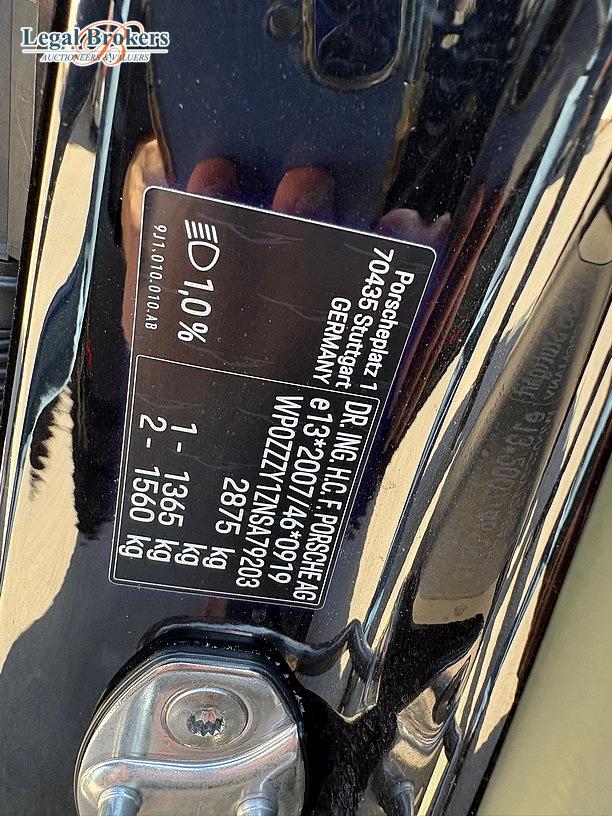 Legal Brokers
AUCTIONEERS & VALUERS
Porscheplatz 1
70435 Stuttgart
GERMANY
DR. ING. H.C. F. PORSCHE AG
e13*2007/46*0919
WP0ZZZY1ZNSA79203
2875 kg
1 - 1365 kg
2 - 1560 kg
1,0%
9J1.010.010.AB